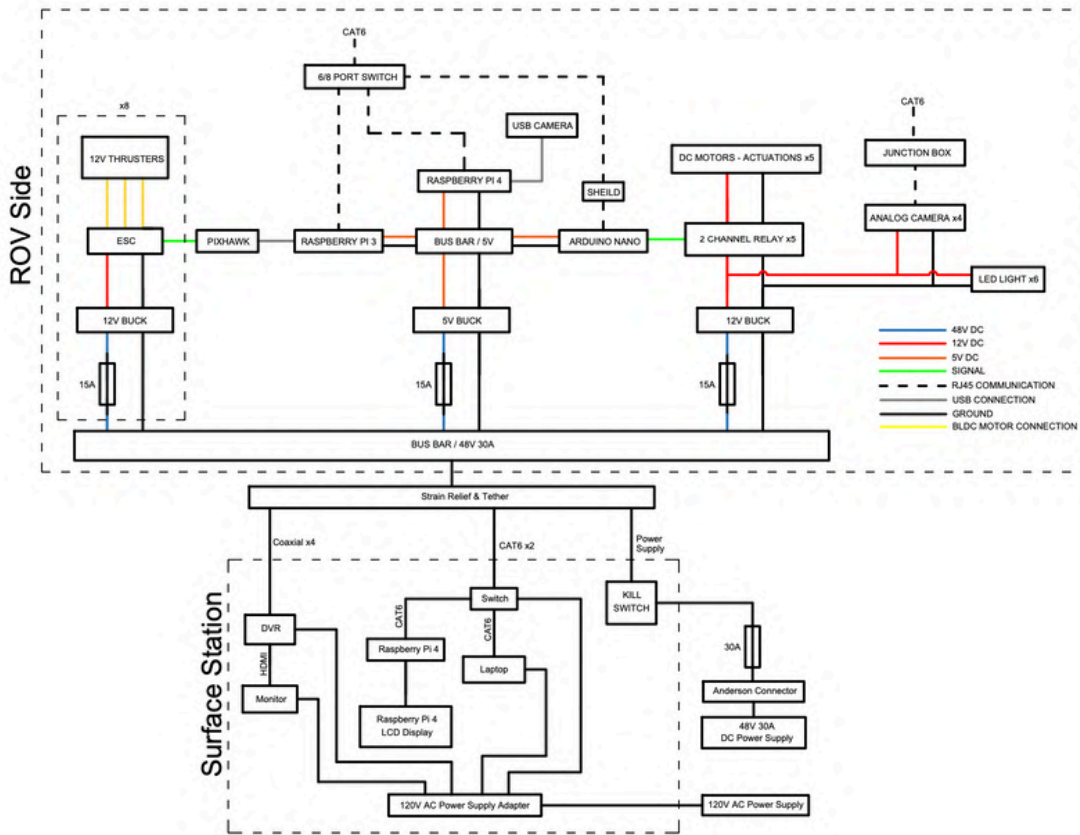 ROV Side
CAT6
6/8 PORT SWITCH
x8
USB CAMERA
CAT6
12V THRUSTERS
DC MOTORS - ACTUATIONS x5
JUNCTION BOX
RASPBERRY PI 4
SHEILD
ANALOG CAMERA x4
ESC
PIXHAWK
RASPBERRY PI 3
BUS BAR / 5V
ARDUINO NANO
2 CHANNEL RELAY x5
LED LIGHT x6
12V BUCK
5V BUCK
12V BUCK
15A
15A
15A
48V DC
12V DC
5V DC
SIGNAL
RJ45 COMMUNICATION
USB CONNECTION
GROUND
BLDC MOTOR CONNECTION
BUS BAR / 48V 30A
Strain Relief & Tether
Coaxial x4
CAT6 x2
Power
Supply
Surface Station
KILL
SWITCH
Switch
CAT6
CAT6
DVR
HDMI
Raspberry Pi 4
Laptop
30A
Monitor
Anderson Connector
Raspberry Pi 4
LCD Display
48V 30A
DC Power Supply
120V AC Power Supply Adapter
120V AC Power Supply